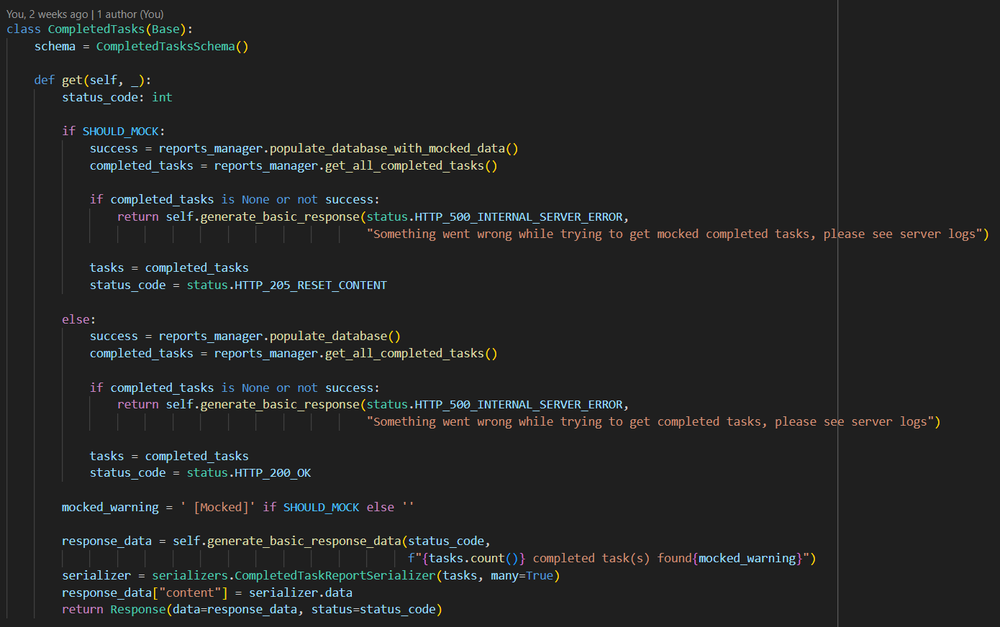 You, 2 weeks ago | 1 author (You)
class CompletedTasks(Base):
    schema = CompletedTasksSchema()

    def get(self, _):
        status_code: int

        if SHOULD_MOCK:
            success = reports_manager.populate_database_with_mocked_data()
            completed_tasks = reports_manager.get_all_completed_tasks()

            if completed_tasks is None or not success:
                return self.generate_basic_response(status.HTTP_500_INTERNAL_SERVER_ERROR,
                                                    "Something went wrong while trying to get mocked completed tasks, please see server logs")

            tasks = completed_tasks
            status_code = status.HTTP_205_RESET_CONTENT

        else:
            success = reports_manager.populate_database()
            completed_tasks = reports_manager.get_all_completed_tasks()

            if completed_tasks is None or not success:
                return self.generate_basic_response(status.HTTP_500_INTERNAL_SERVER_ERROR,
                                                    "Something went wrong while trying to get completed tasks, please see server logs")

            tasks = completed_tasks
            status_code = status.HTTP_200_OK

        mocked_warning = ' [Mocked]' if SHOULD_MOCK else ''

        response_data = self.generate_basic_response_data(status_code,
                                                          f"{tasks.count()} completed task(s) found{mocked_warning}")
        serializer = serializers.CompletedTaskReportSerializer(tasks, many=True)
        response_data["content"] = serializer.data
        return Response(data=response_data, status=status_code)